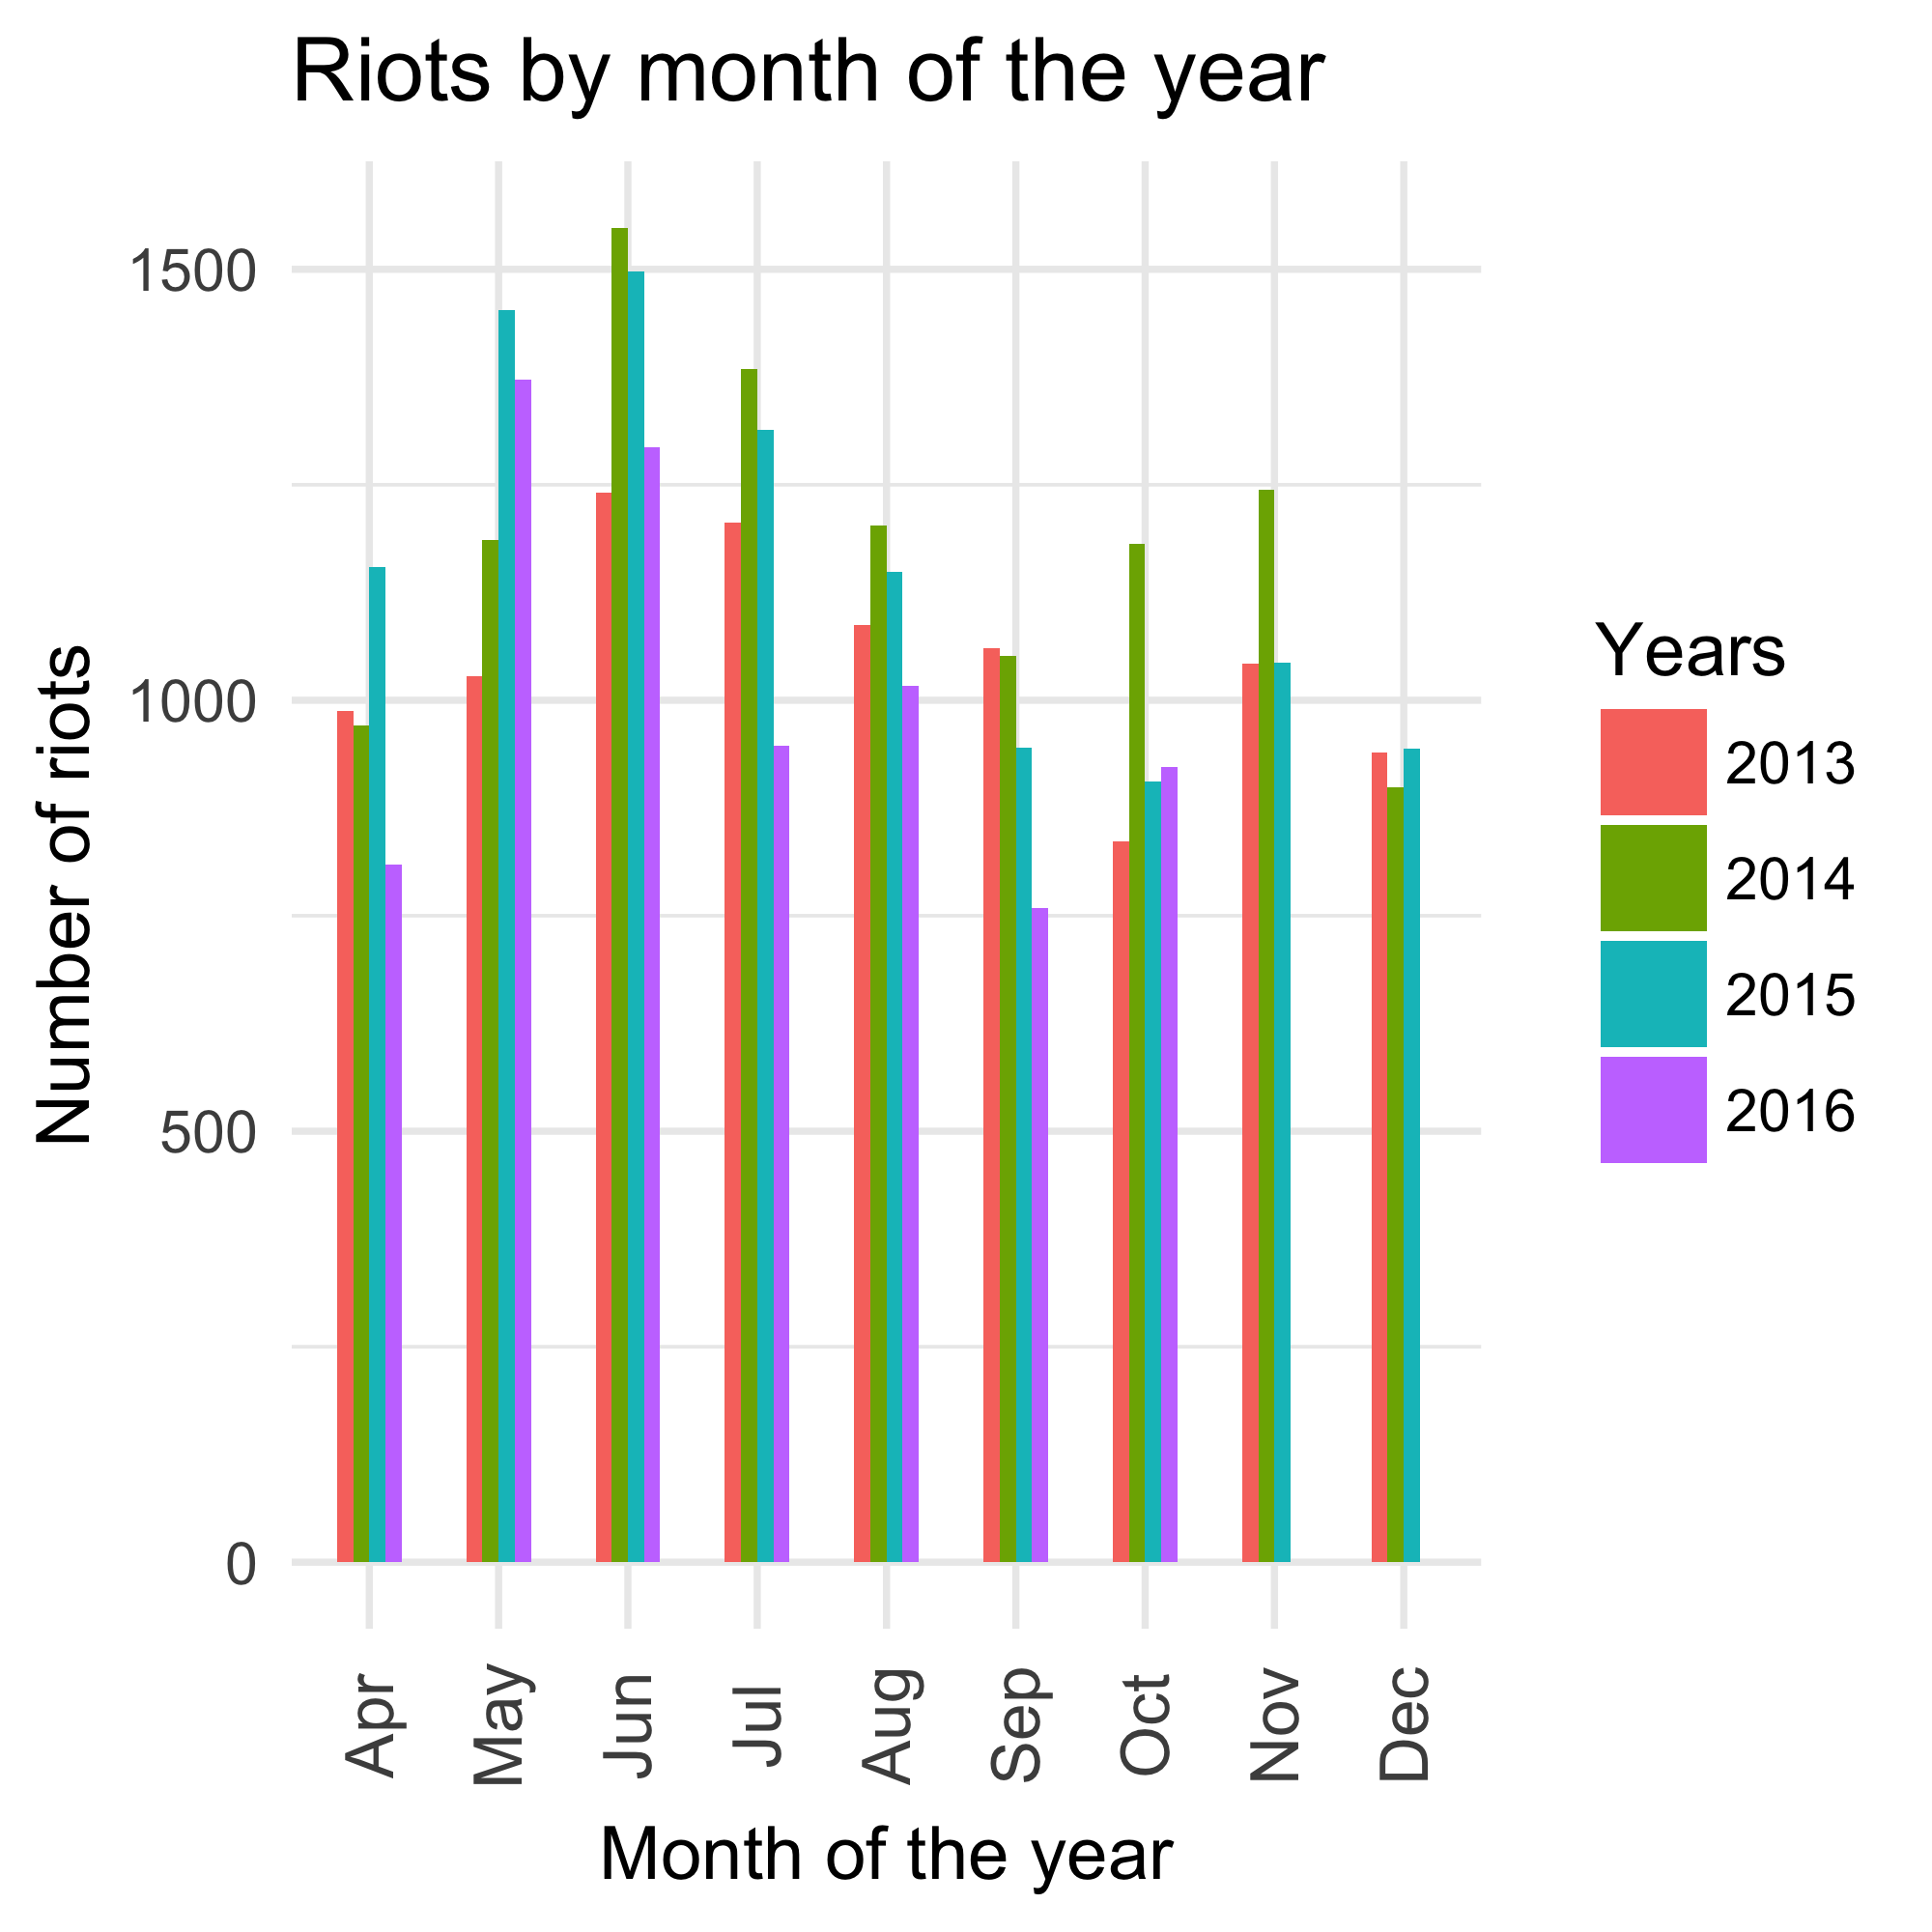 Riots by month of the year
Number of riots
1500
1000
500
0
Apr
May
Jun
Jul
Aug
Sep
Oct
Nov
Dec
Month of the year
Years
2013
2014
2015
2016